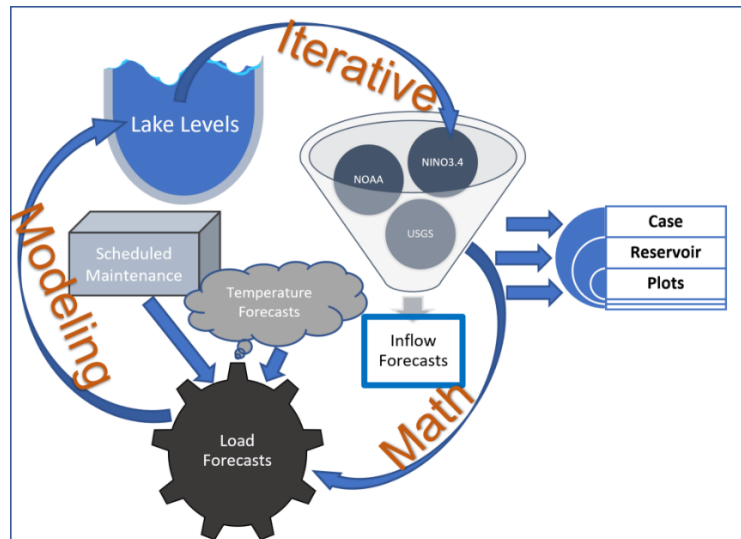 Iterative
Lake Levels
NINO3.4
NOAA
USGS
Case
Reservoir
Plots
Modeling
Scheduled
Maintenance
Temperature
Forecasts
Inflow
Forecasts
Math
Load
Forecasts